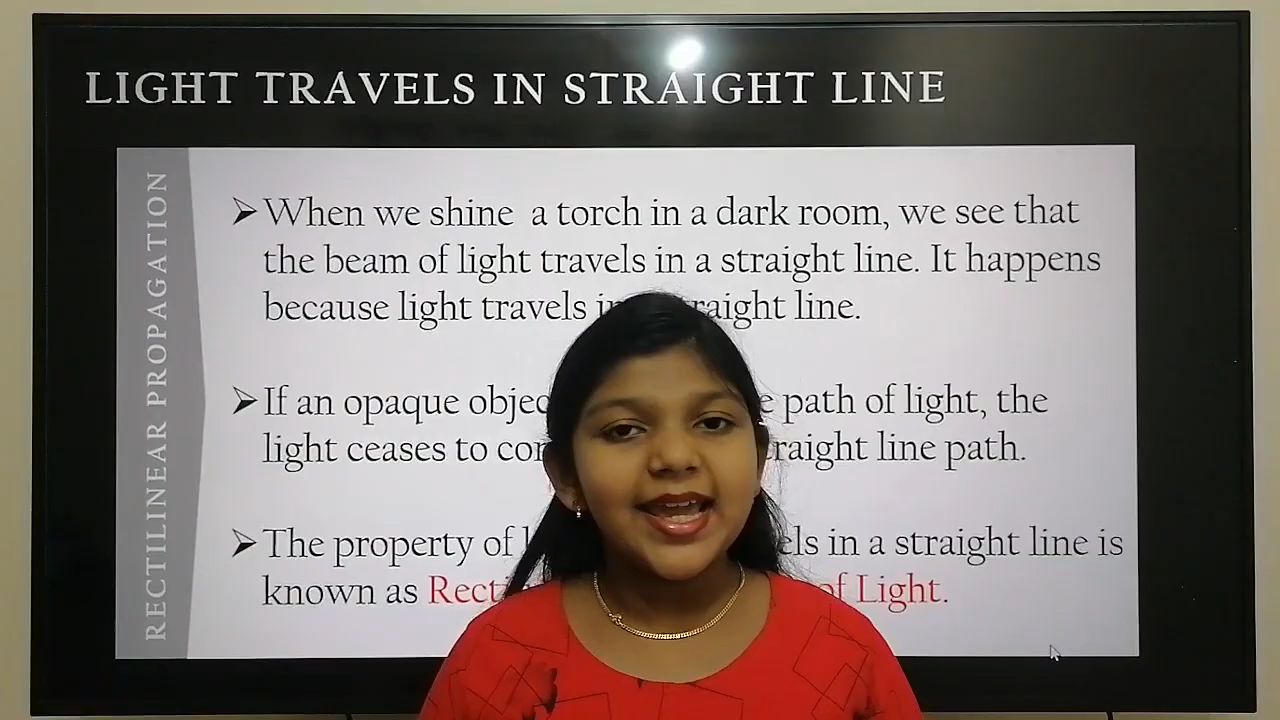 LIGHT TRAVELS IN STRAIGHT LINE
RECTILINEAR PROPAGATION
➢ When we shine a torch in a dark room, we see that
the beam of light travels in a straight line. It happens
because light travels straight line.
➢ If an opaque path of light, the
light ceases to straight line path.
➢ The property of in a straight line is
known as of Light.